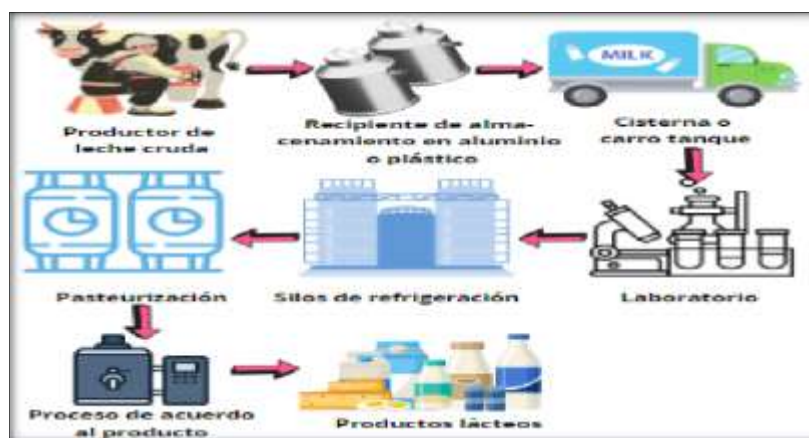 MILK
Productor de
leche cruda
Recipiente de alma-
cenamiento en aluminio
o plástico
Cisterna o
carro tanque
Pasteurización
Silos de refrigeración
Laboratorio
Proceso de acuerdo
al producto
Productos lácteos